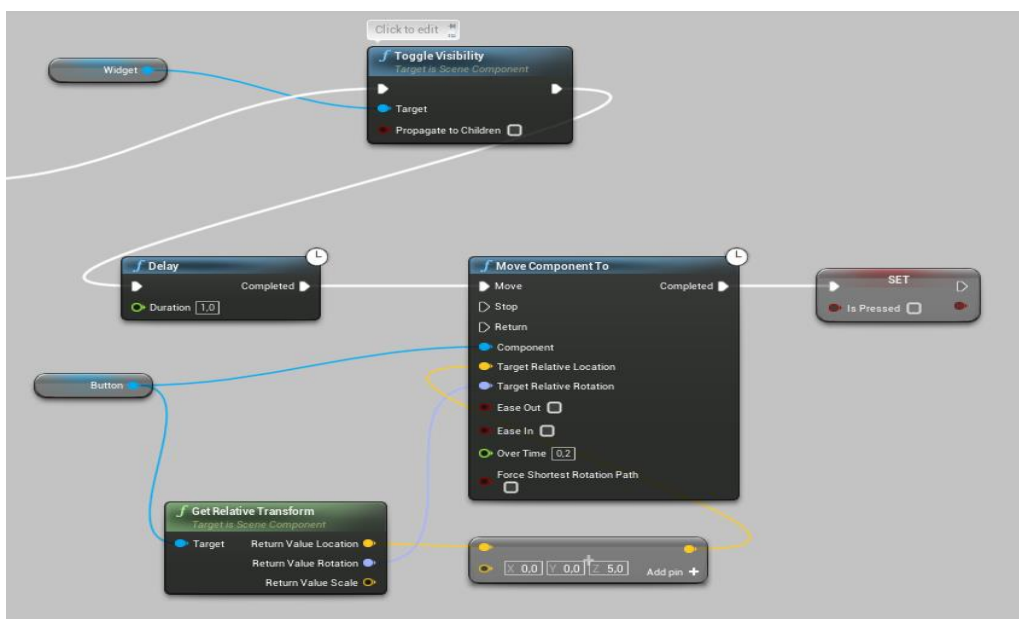 Click to edit
Toggle Visibility
Target is Scene Component
Widget
Target
Propagate to Children
Delay
Completed
Duration 1,0
Move Component To
Move Completed
Stop
Return
Component
Target Relative Location
Target Relative Rotation
Ease Out
Ease In
Over Time 0,2
Force Shortest Rotation Path
SET
Is Pressed
Button
Get Relative Transform
Target is Scene Component
Target Return Value Location
Return Value Rotation
Return Value Scale
X 0,0 Y 0,0 Z 5,0 Add pin +